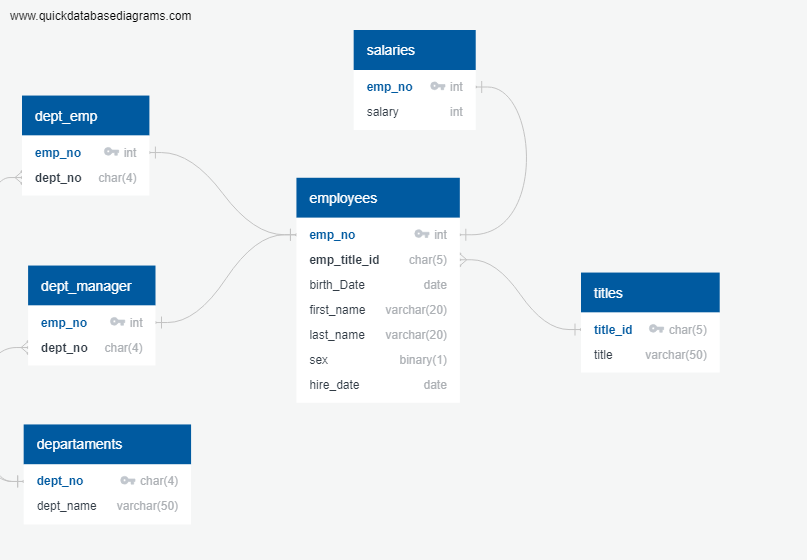 www.quickdatabasediagrams.com
salaries
emp_no int
salary int
dept_emp
emp_no int
dept_no char(4)
employees
emp_no int
emp_title_id char(5)
birth_Date date
first_name varchar(20)
last_name varchar(20)
sex binary(1)
hire_date date
dept_manager
emp_no int
dept_no char(4)
titles
title_id char(5)
title varchar(50)
departaments
dept_no char(4)
dept_name varchar(50)